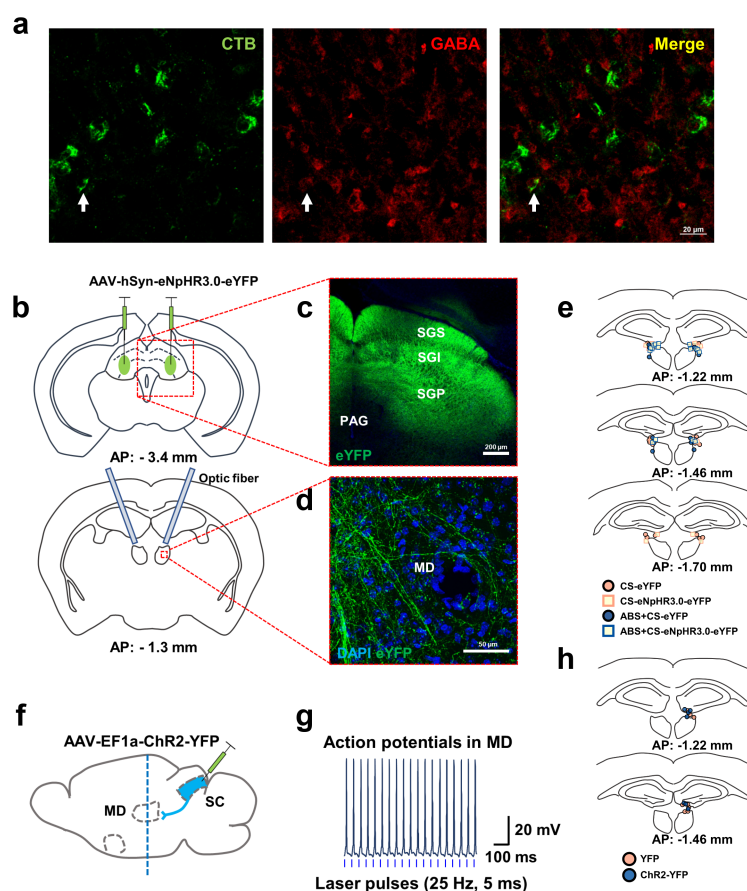 a
CTB
GABA
Merge
20 µm
b
AAV-hSyn-eNpHR3.0-eYFP
AP: - 3.4 mm
Optic fiber
AP: - 1.3 mm
c
SGS
SGI
SGP
PAG
eYFP
200 µm
d
MD
DAPI eYFP
50 µm
e
AP: -1.22 mm
AP: -1.46 mm
AP: -1.70 mm
CS-eYFP
CS-eNpHR3.0-eYFP
ABS+CS-eYFP
ABS+CS-eNpHR3.0-eYFP
f
AAV-EF1a-ChR2-YFP
MD
SC
g
Action potentials in MD
20 mV
100 ms
Laser pulses (25 Hz, 5 ms)
h
AP: -1.22 mm
AP: -1.46 mm
YFP
ChR2-YFP